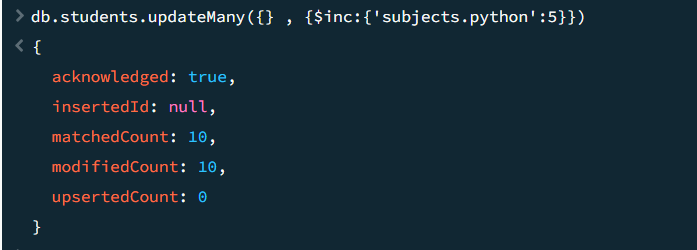 > db.students.updateMany({} , {$inc:{'subjects.python':5}})
< {
acknowledged: true,
insertedId: null,
matchedCount: 10,
modifiedCount: 10,
upsertedCount: 0
}